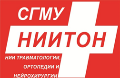 СГМУ
НИИТОН
НИИ ТРАВМАТОЛОГИИ,
ОРТОПЕДИИ И
НЕЙРОХИРУРГИИ